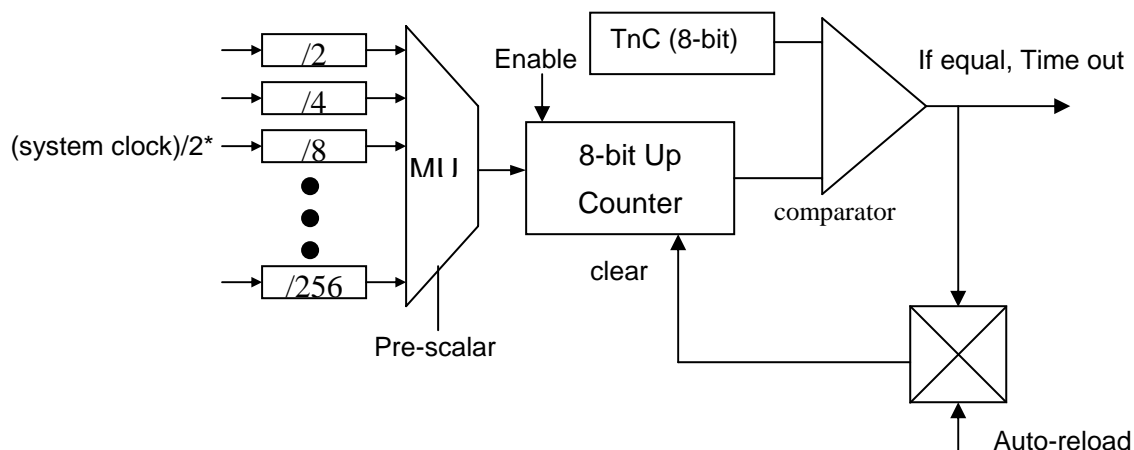 /2
/4
(system clock)/2*
/8
/256
MU
Pre-scalar
Enable
8-bit Up
Counter
clear
TnC (8-bit)
comparator
If equal, Time out
Auto-reload